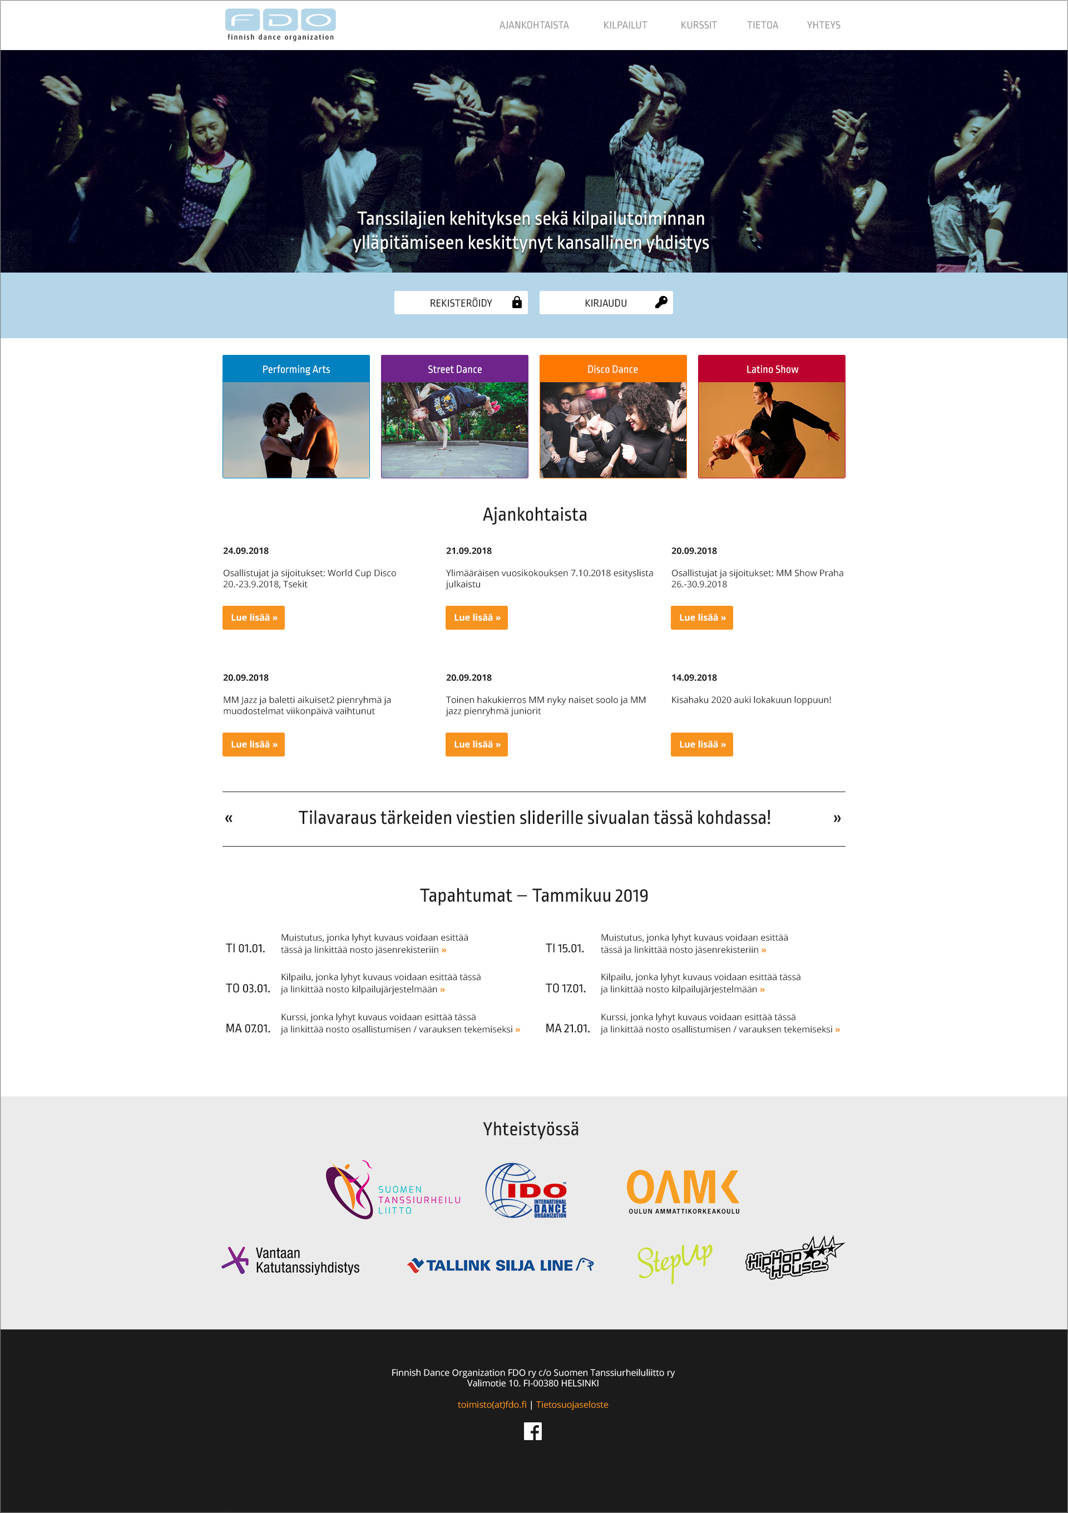 FDO
finnish dance organization
AJANKOHTAISTA KILPAILUT KURSSIT TIETOA YHTEYS
Tanssilajien kehityksen sekä kilpailutoiminnan
ylläpitämiseen keskittynyt kansallinen yhdistys
REKISTERÖIDY KIRJAUDU
Performing Arts Street Dance Disco Dance Latino Show
Ajankohtaista
24.09.2018
Osallistujat ja sijoitukset: World Cup Disco
20.-23.9.2018, Tsekit
Lue lisää »
21.09.2018
Ylimääräisen vuosikokouksen 7.10.2018 esityslista
julkaistu
Lue lisää »
20.09.2018
Osallistujat ja sijoitukset: MM Show Praha
26.-30.9.2018
Lue lisää »
20.09.2018
MM Jazz ja baletti aikuiset2 pienryhmä ja
muodostelmat viikonpäivä vaihtunut
Lue lisää »
20.09.2018
Toinen hakukierros MM nyky naiset soolo ja MM
jazz pienryhmä juniorit
Lue lisää »
14.09.2018
Kisahaku 2020 auki lokakuun loppuun!
Lue lisää »
« Tilavaraus tärkeiden viestien sliderille sivualan tässä kohdassa! »
Tapahtumat – Tammikuu 2019
TI 01.01.
Muistutus, jonka lyhyt kuvaus voidaan esittää
tässä ja linkittää nosto jäsenrekisteriin »
TO 03.01.
Kilpailu, jonka lyhyt kuvaus voidaan esittää tässä
ja linkittää nosto kilpailujärjestelmään »
MA 07.01.
Kurssi, jonka lyhyt kuvaus voidaan esittää tässä
ja linkittää nosto osallistumisen / varauksen tekemiseksi »
TI 15.01.
Muistutus, jonka lyhyt kuvaus voidaan esittää
tässä ja linkittää nosto jäsenrekisteriin »
TO 17.01.
Kilpailu, jonka lyhyt kuvaus voidaan esittää tässä
ja linkittää nosto kilpailujärjestelmään »
MA 21.01.
Kurssi, jonka lyhyt kuvaus voidaan esittää tässä
ja linkittää nosto osallistumisen / varauksen tekemiseksi »
Yhteistyössä
SUOMEN
TANSSIURHEILU
LIITTO
IDO
INTERNATIONAL
DANCE
ORGANIZATION
OAMK
OULUN AMMATTIKORKEAKOULU
Vantaan
Katutanssiyhdistys
TALLINK SILJA LINE
StepUp
HIPHOP
HOUSE
Finnish Dance Organization FDO ry c/o Suomen Tanssiurheiluliitto ry
Valimotie 10. FI-00380 HELSINKI
toimisto(at)fdo.fi | Tietosuojaseloste